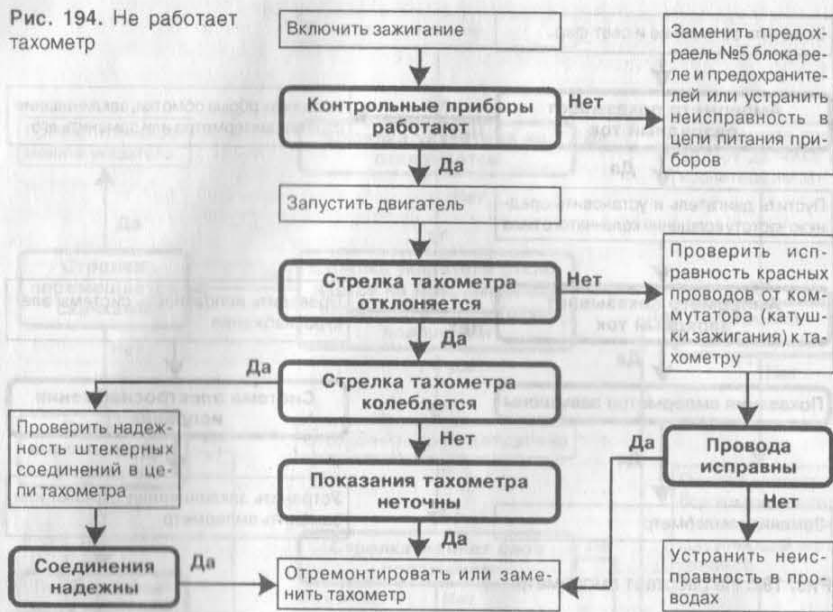 Рис. 194. Не работает
тахометр
Включить зажигание
Контрольные приборы
работают
Нет
Заменить предох-
раель №5 блока ре-
ле и предохраните-
лей или устранить
неисправность в
цепи питания при-
боров
Да
Запустить двигатель
Стрелка тахометра
отклоняется
Нет
Проверить исп-
равность красных
проводов от ком-
мутатора (катуш-
ки зажигания) к та-
хометру
Да
Да
Стрелка тахометра
колеблется
Проверить надеж-
ность штекерных
соединений в це-
пи тахометра
Нет
Показания тахометра
неточны
Да
Провода
исправны
Нет
Да
Соединения
надежны
Да
Отремонтировать или заме-
нить тахометр
Устранить неис-
правность в про-
водах